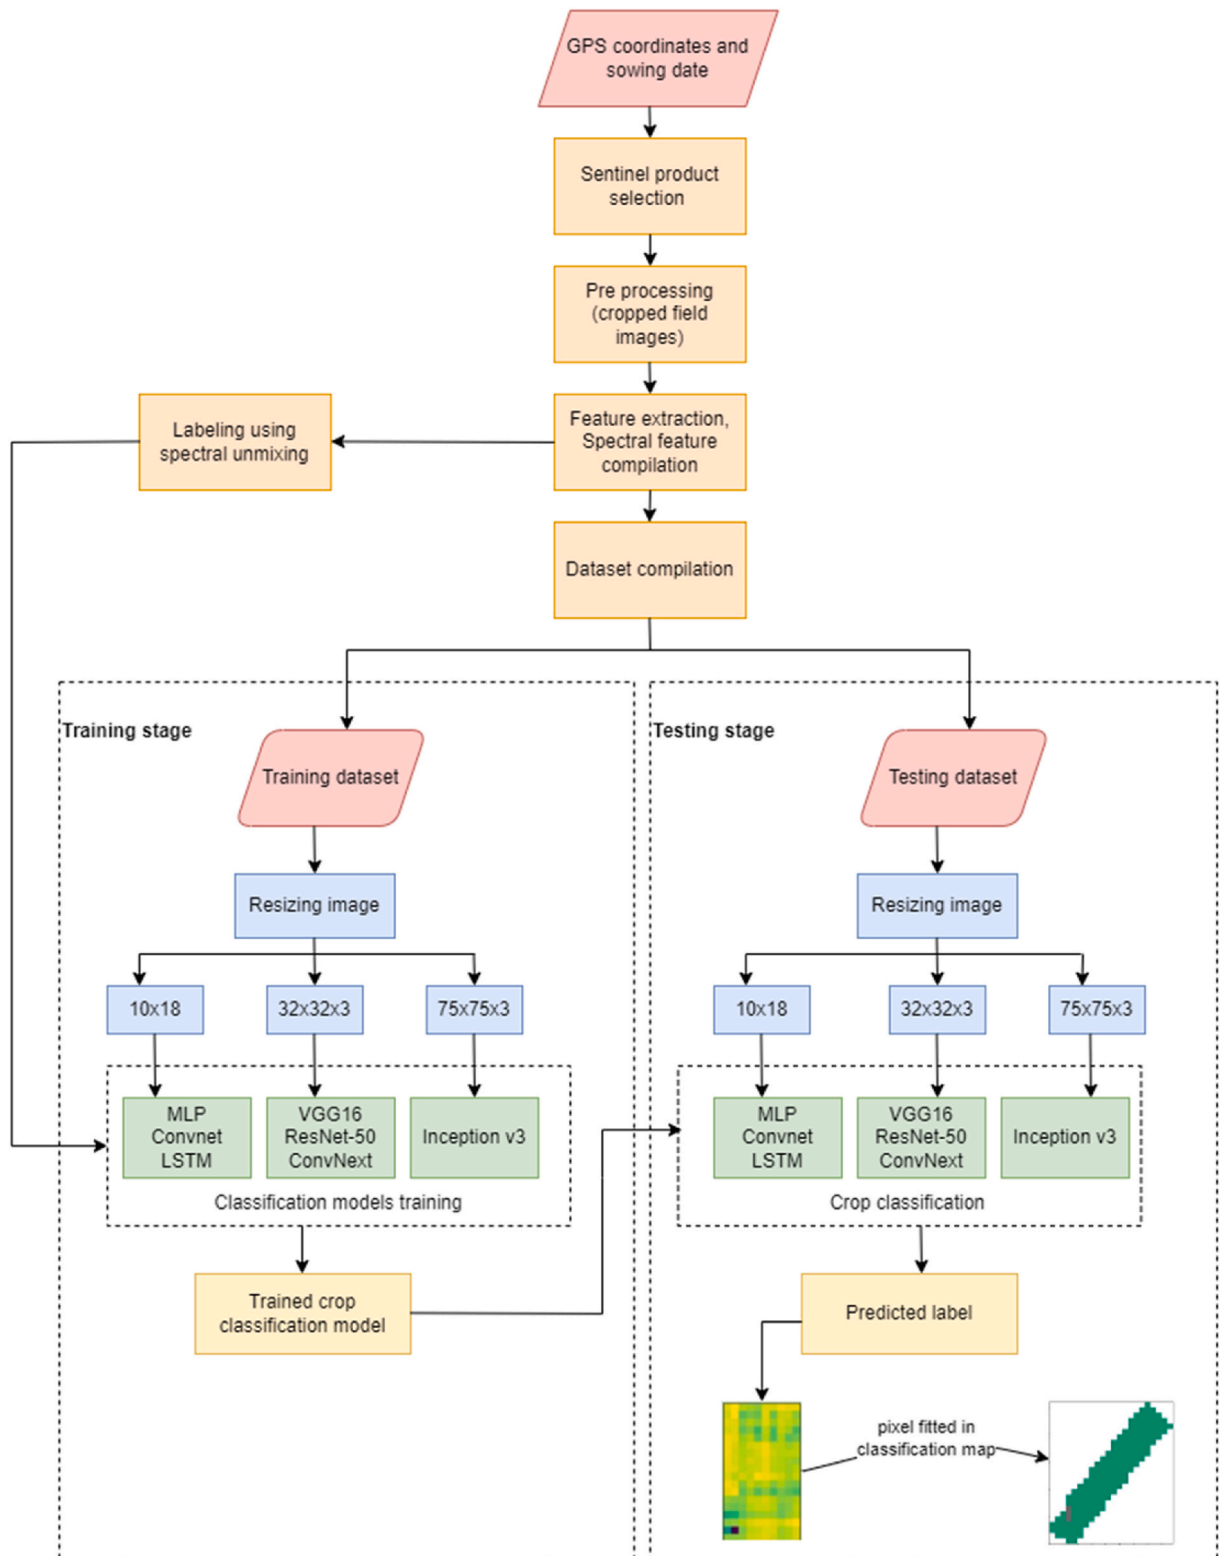 GPS coordinates and
sowing date
Sentinel product
selection
Pre processing
(cropped field
images)
Labeling using
spectral unmixing
Feature extraction,
Spectral feature
compilation
Dataset compilation
Training stage
Training dataset
Resizing image
10x18
32x32x3
75x75x3
MLP
Convnet
LSTM
VGG16
ResNet-50
ConvNext
Inception v3
Classification models training
Trained crop
classification model
Testing stage
Testing dataset
Resizing image
10x18
32x32x3
75x75x3
MLP
Convnet
LSTM
VGG16
ResNet-50
ConvNext
Inception v3
Crop classification
Predicted label
pixel fitted in
classification map